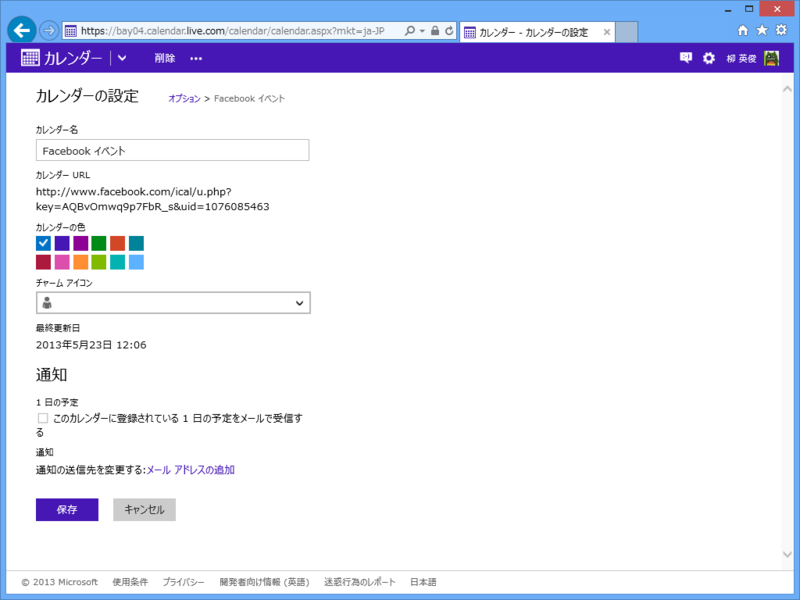 https://bay04.calendar.live.com/calendar/calendar.aspx?mkt=ja-JP
カレンダー - カレンダーの設定
カレンダー
削除
柳 英俊
カレンダーの設定
オプション > Facebook イベント
カレンダー名
Facebook イベント
カレンダー URL
http://www.facebook.com/ical/u.php?
key=AQBvOmwq9p7FbR_s&uid=1076085463
カレンダーの色
チャーム アイコン
最終更新日
2013年5月23日 12:06
通知
1 日の予定
このカレンダーに登録されている 1 日の予定をメールで受信す
る
通知
通知の送信先を変更する:メール アドレスの追加
保存
キャンセル
© 2013 Microsoft 使用条件 プライバシー 開発者向け情報 (英語) 迷惑行為のレポート 日本語